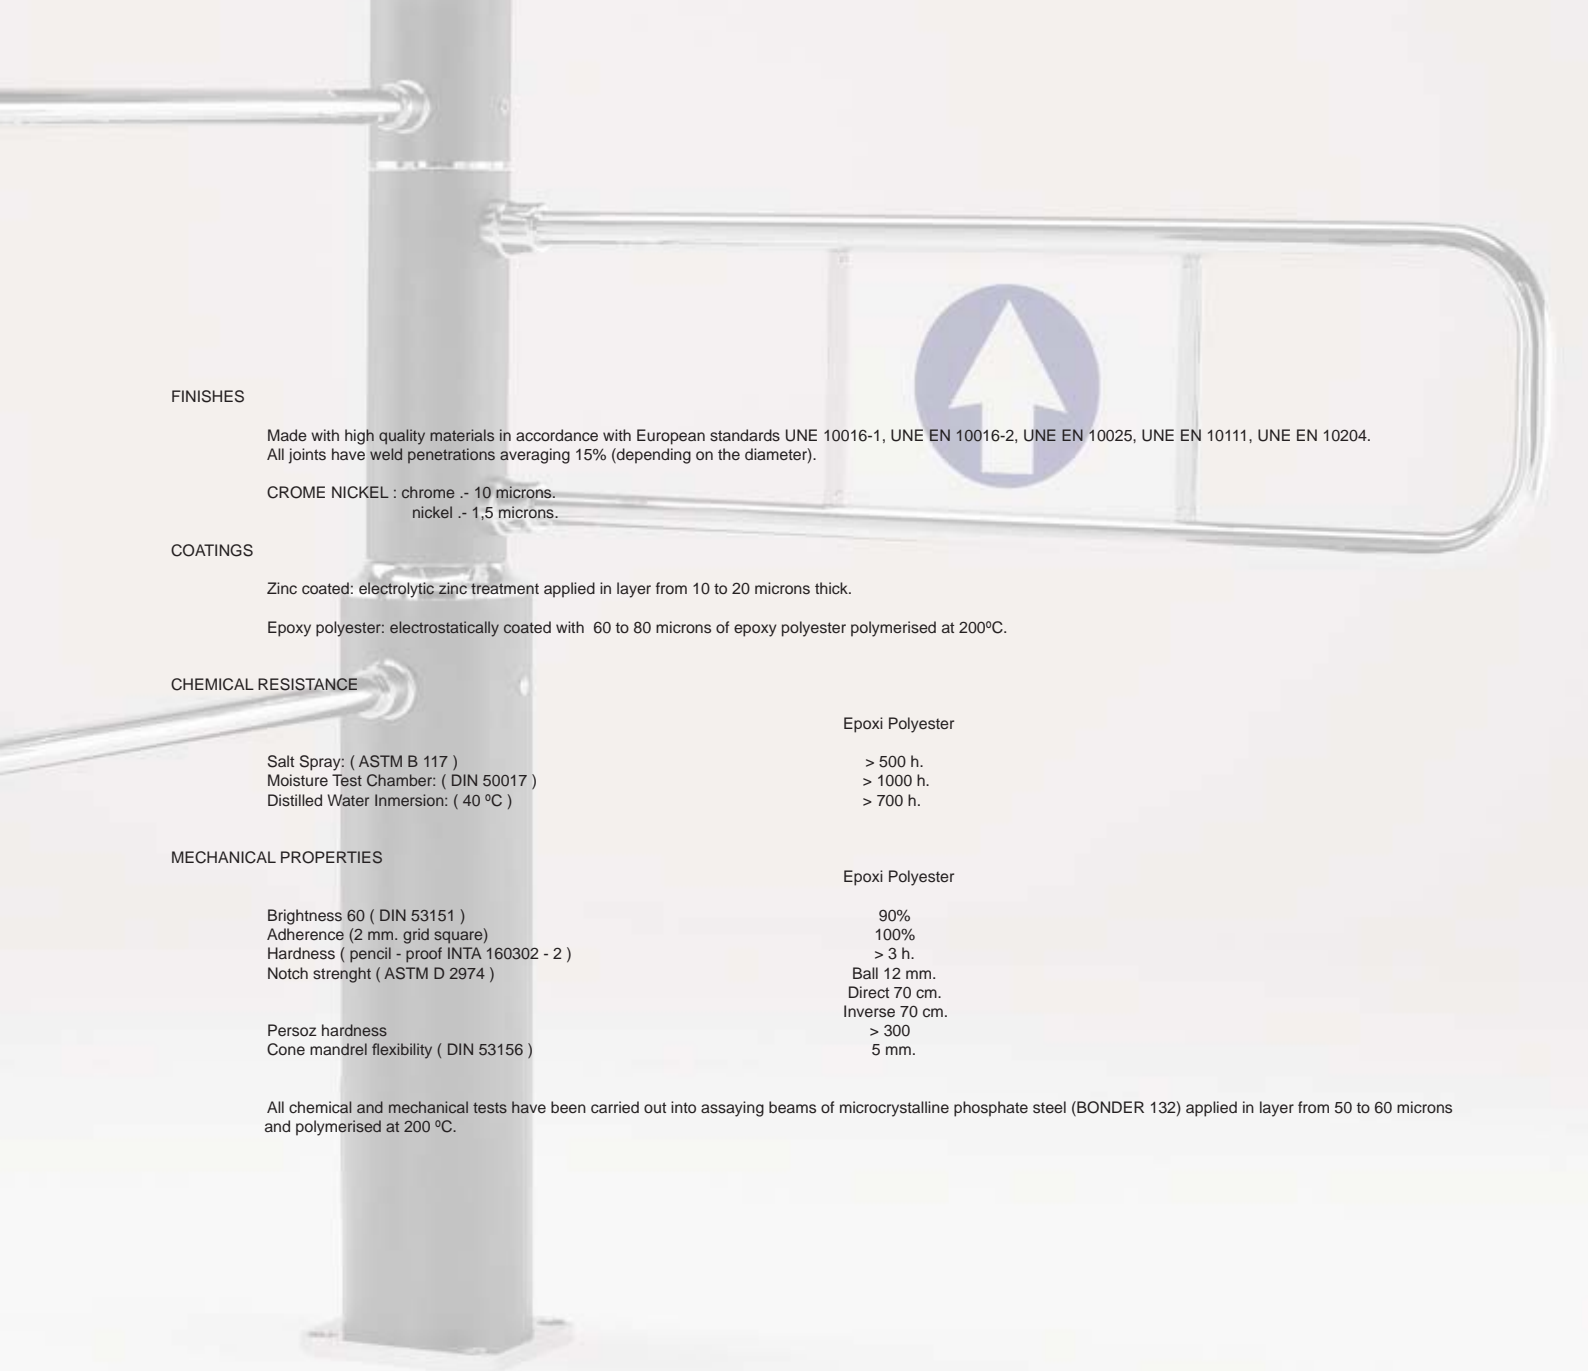 FINISHES
Made with high quality materials in accordance with European standards UNE 10016-1, UNE EN 10016-2, UNE EN 10025, UNE EN 10111, UNE EN 10204.
All joints have weld penetrations averaging 15% (depending on the diameter).
CROME NICKEL : chrome .- 10 microns.
nickel .- 1,5 microns.
COATINGS
Zinc coated: electrolytic zinc treatment applied in layer from 10 to 20 microns thick.
Epoxy polyester: electrostatically coated with 60 to 80 microns of epoxy polyester polymerised at 200ºC.
CHEMICAL RESISTANCE
Epoxi Polyester
Salt Spray: ( ASTM B 117 ) > 500 h.
Moisture Test Chamber: ( DIN 50017 ) > 1000 h.
Distilled Water Inmersion: ( 40 ºC ) > 700 h.
MECHANICAL PROPERTIES
Epoxi Polyester
Brightness 60 ( DIN 53151 ) 90%
Adherence (2 mm. grid square) 100%
Hardness ( pencil - proof INTA 160302 - 2 ) > 3 h.
Notch strenght ( ASTM D 2974 ) Ball 12 mm.
Direct 70 cm.
Inverse 70 cm.
Persoz hardness > 300
Cone mandrel flexibility ( DIN 53156 ) 5 mm.
All chemical and mechanical tests have been carried out into assaying beams of microcrystalline phosphate steel (BONDER 132) applied in layer from 50 to 60 microns
and polymerised at 200 ºC.